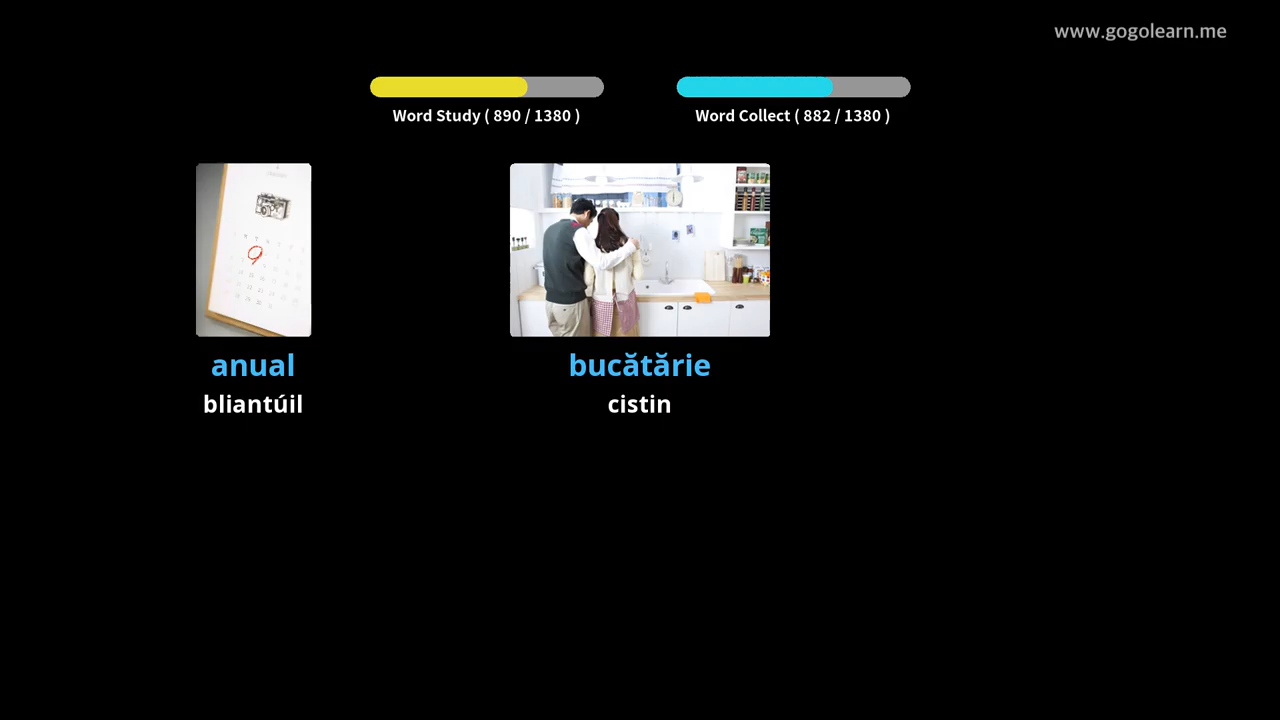 www.gogolearn.me
Word Study ( 890 / 1380 )
Word Collect ( 882 / 1380 )
anual
bliantúil
bucătărie
cistin